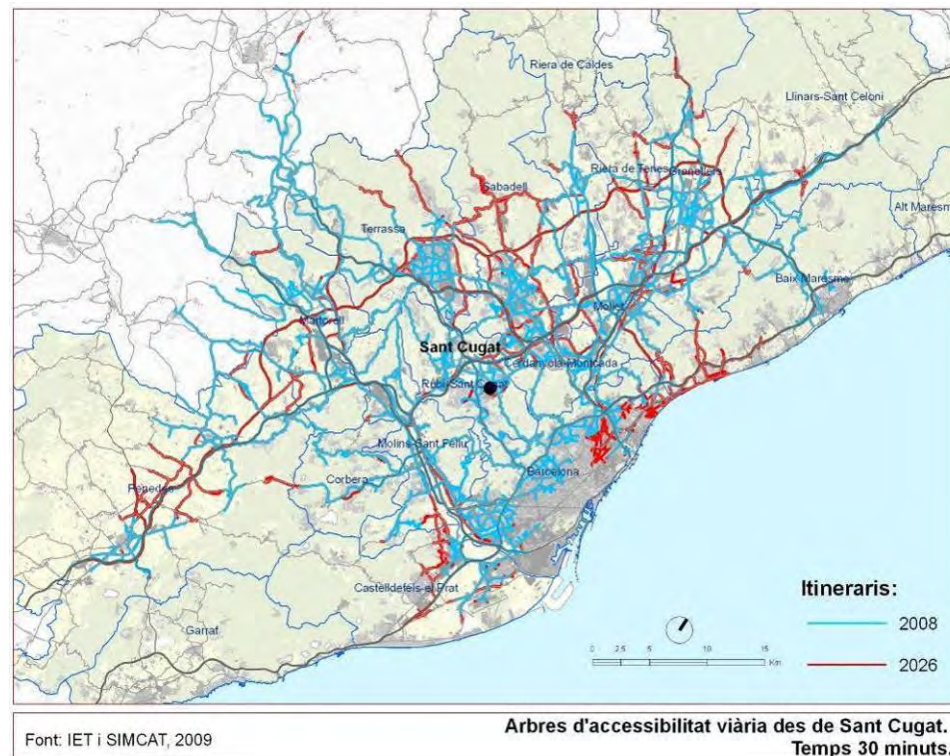 Riera de Caldes
Llinars-Sant Celoni
Riera de Tenes
Granollers
Sabadell
Alt Maresme
Terrassa
Baix Maresme
Mollet
Martorell
Sant Cugat
Cerdanyola-Montcada
Rubí-Sant Cugat
Molins-Sant Feliu
Barcelona
Corbera
Penedès
Castelldefels-el Prat
Garraf
Itineraris:
2008
2026
0 2,5 5 10 15
Km
Font: IET i SIMCAT, 2009
Arbres d'accessibilitat viària des de Sant Cugat.
Temps 30 minuts.